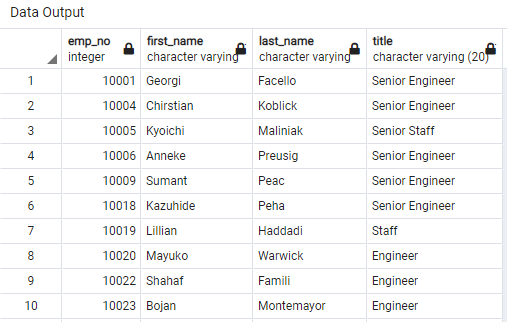 Data Output
emp_no first_name last_name title
integer character varying character varying character varying (20)
1 10001 Georgi Facello Senior Engineer
2 10004 Chirstian Koblick Senior Engineer
3 10005 Kyoichi Maliniak Senior Staff
4 10006 Anneke Preusig Senior Engineer
5 10009 Sumant Peac Senior Engineer
6 10018 Kazuhide Peha Senior Engineer
7 10019 Lillian Haddadi Staff
8 10020 Mayuko Warwick Engineer
9 10022 Shahaf Famili Engineer
10 10023 Bojan Montemayor Engineer